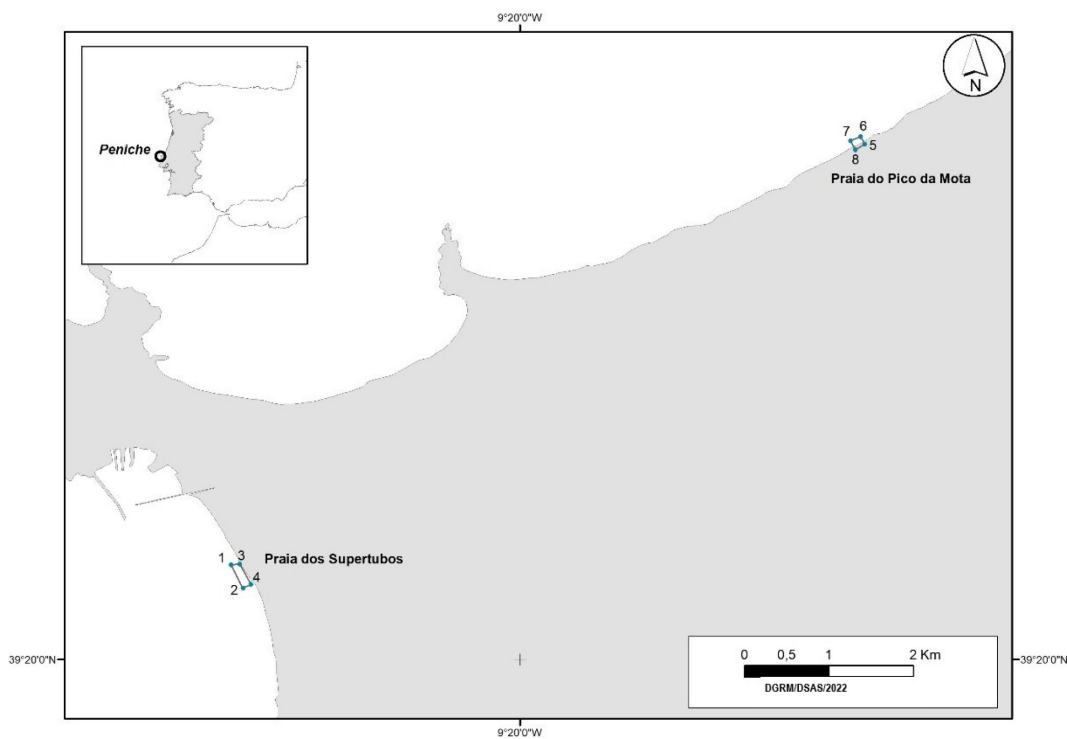 9°20'0"W
Peniche
N
7
6
5
8
Praia do Pico da Mota
1
3
Praia dos Supertubos
4
2
39°20'0"N
39°20'0"N
0 0,5 1 2 Km
DGRM/DSAS/2022
9°20'0"W